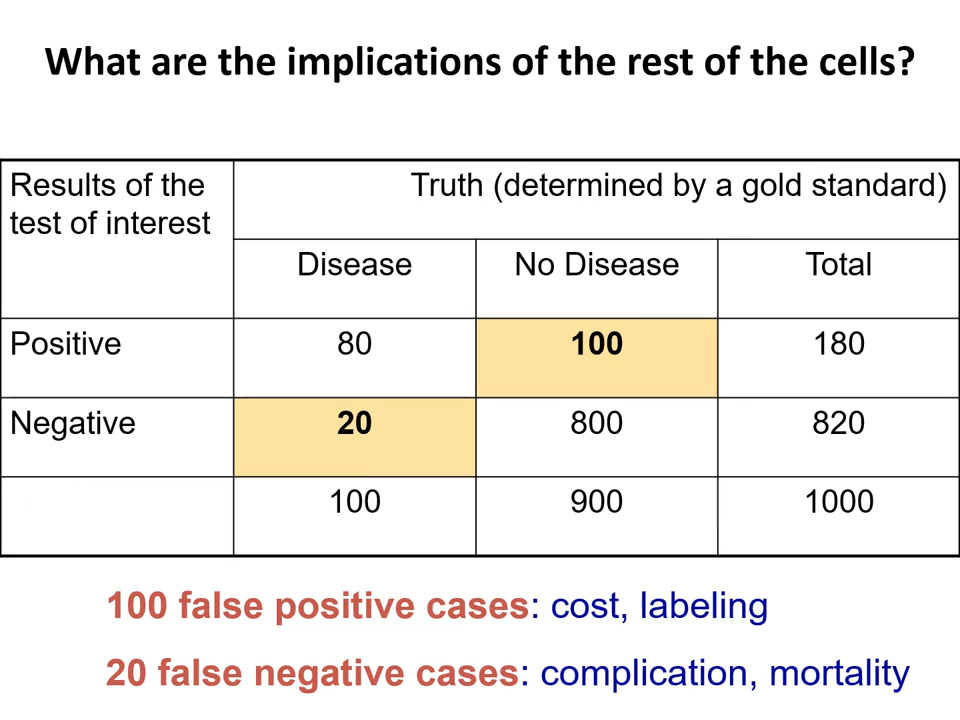 What are the implications of the rest of the cells?
Results of the test of interest
Truth (determined by a gold standard)
Disease
No Disease
Total
Positive
80
100
180
Negative
20
800
820
100
900
1000
100 false positive cases: cost, labeling
20 false negative cases: complication, mortality